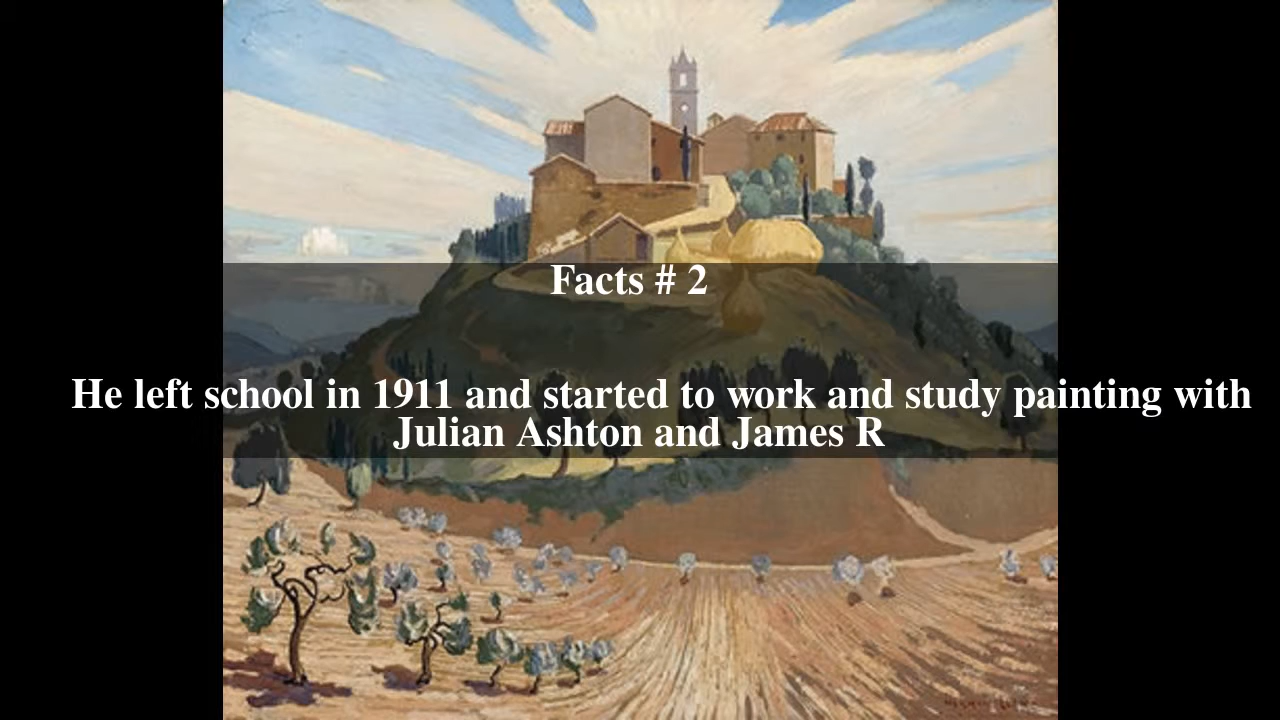 Facts # 2
He left school in 1911 and started to work and study painting with
Julian Ashton and James R